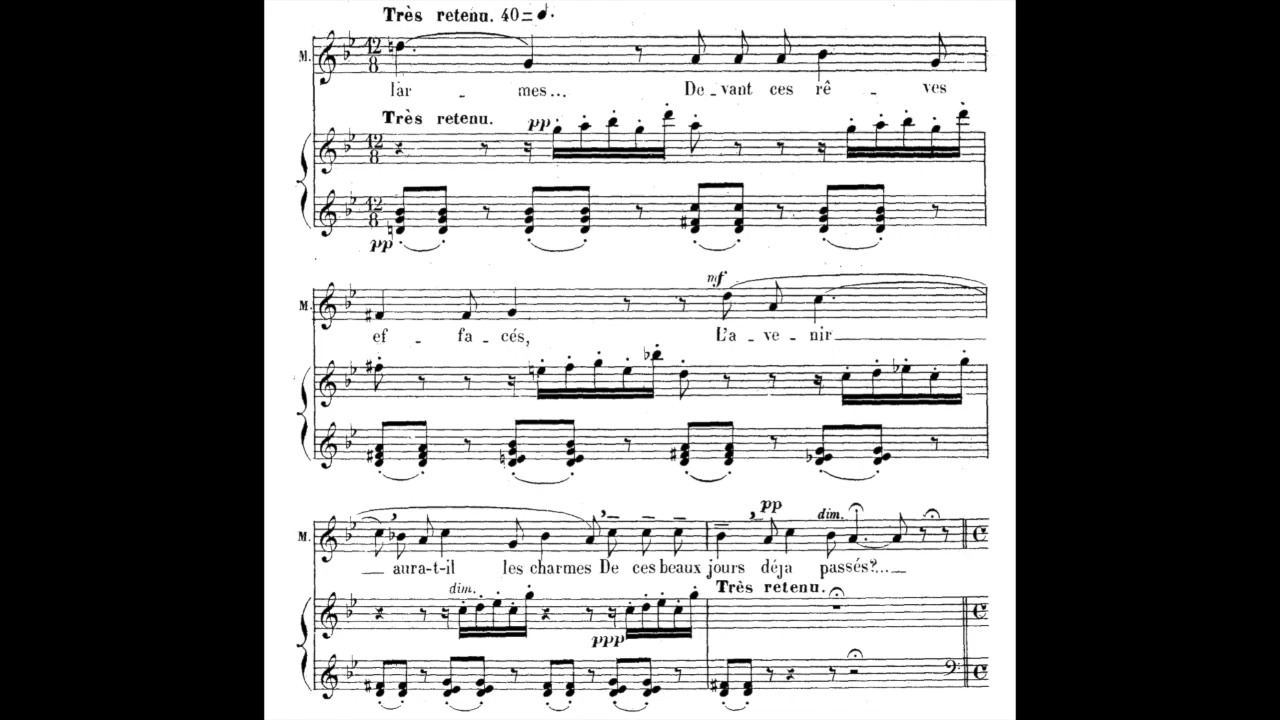 Très retenu. 40=♩.
M.
lar - mes... De-vant ces rê - ves
Très retenu.
pp
pp
mf
M.
ef - fa-cés, L'a-ve-nir
pp
dim.
M.
aura-t-il les charmes De ces beaux jours déja passés?...
dim.
Très retenu.
ppp